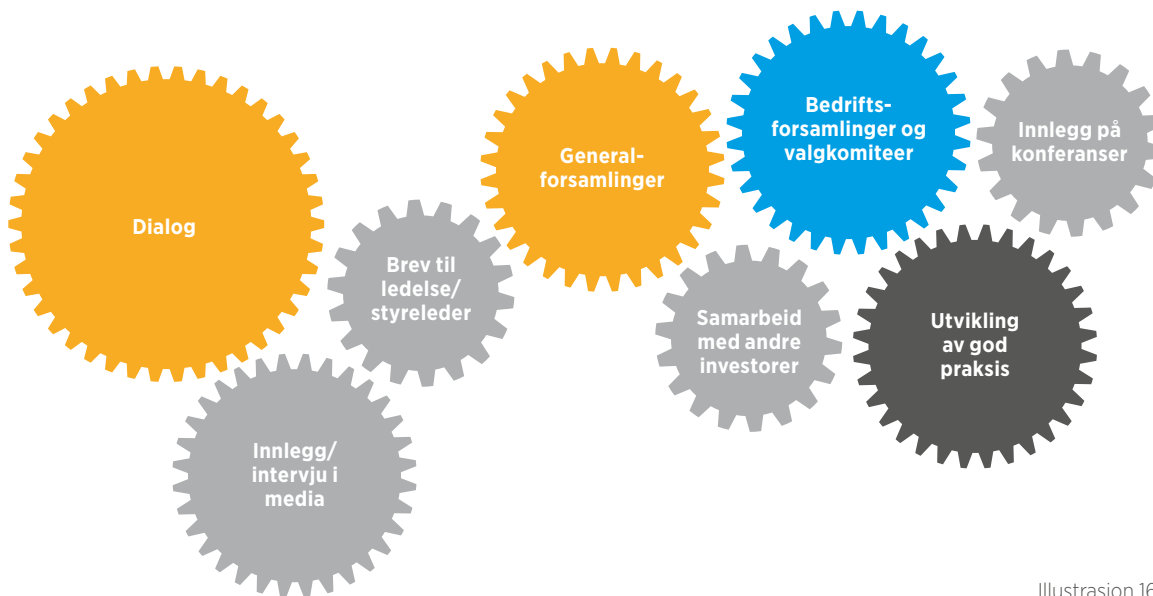 Dialog
Brev til
ledelse/
styreleder
Innlegg/
intervju i
media
General-
forsamlinger
Bedrifts-
forsamlinger og
valgkomiteer
Innlegg på
konferanser
Samarbeid
med andre
investorer
Utvikling
av god
praksis
Illustrasjon 16